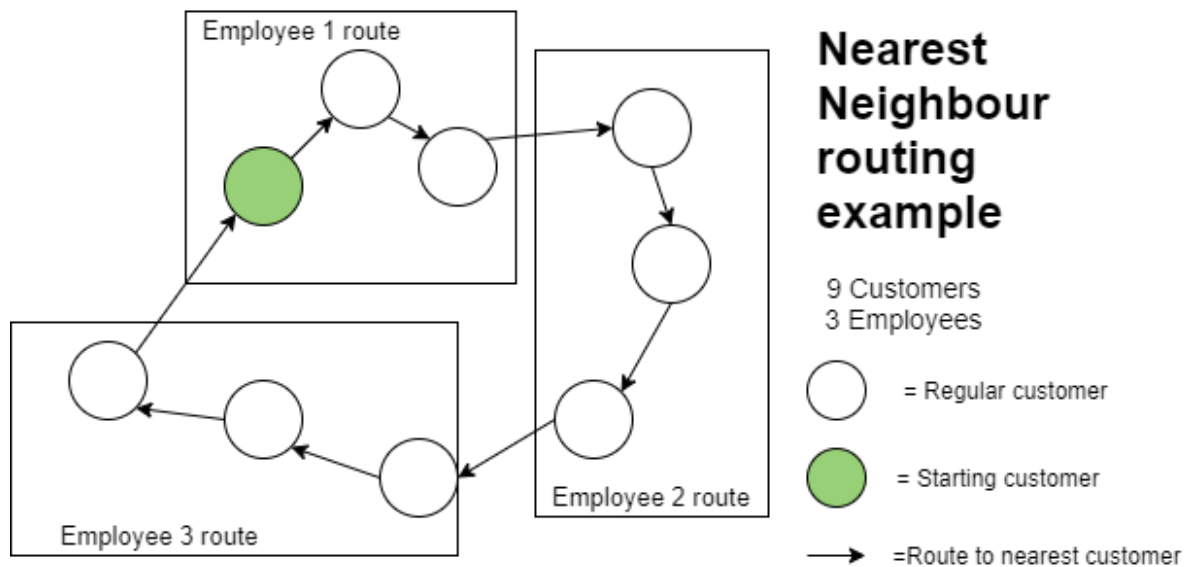 Employee 1 route
Nearest
Neighbour
routing
example
9 Customers
3 Employees
= Regular customer
= Starting customer
Employee 2 route
Employee 3 route
=Route to nearest customer